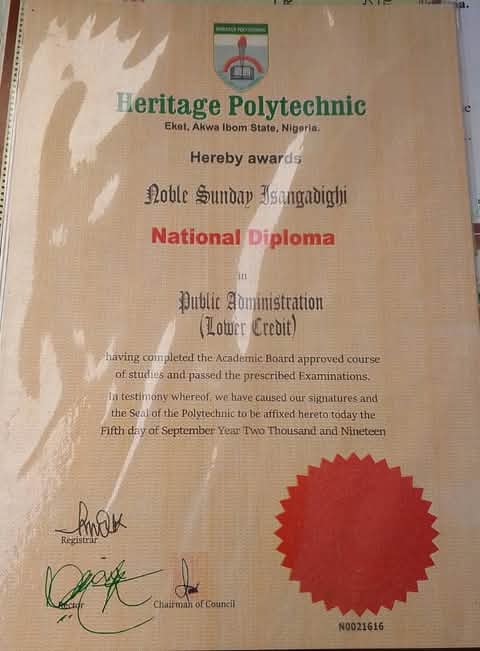 HERITAGE POLYTECHNIC
Heritage Polytechnic
Eket, Akwa Ibom State, Nigeria.
Hereby awards
Noble Sunday Isangadighi
National Diploma
in
Public Administration
(Lower Credit)
having completed the Academic Board approved course
of studies and passed the prescribed Examinations.
In testimony whereof, we have caused our signatures and
the Seal of the Polytechnic to be affixed hereto today the
Fifth day of September Year Two Thousand and Nineteen
Registrar
Rector
Chairman of Council
N0021616